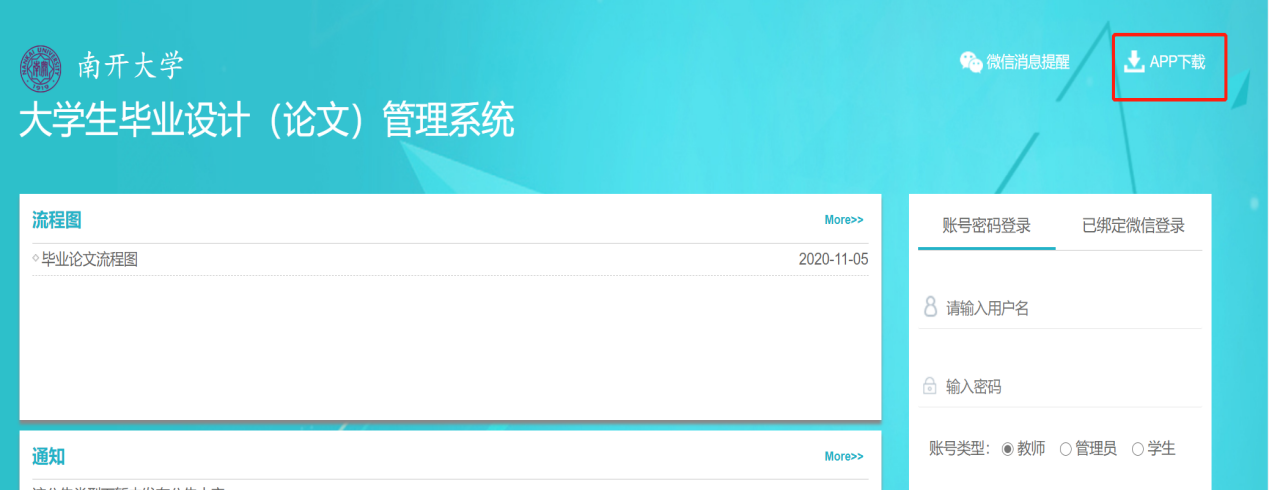 南开大学
微信消息提醒
APP下载
大学生毕业设计（论文）管理系统
流程图
More>>
毕业论文流程图
2020-11-05
通知
More>>
账号密码登录
已绑定微信登录
请输入用户名
输入密码
账号类型：
教师
管理员
学生